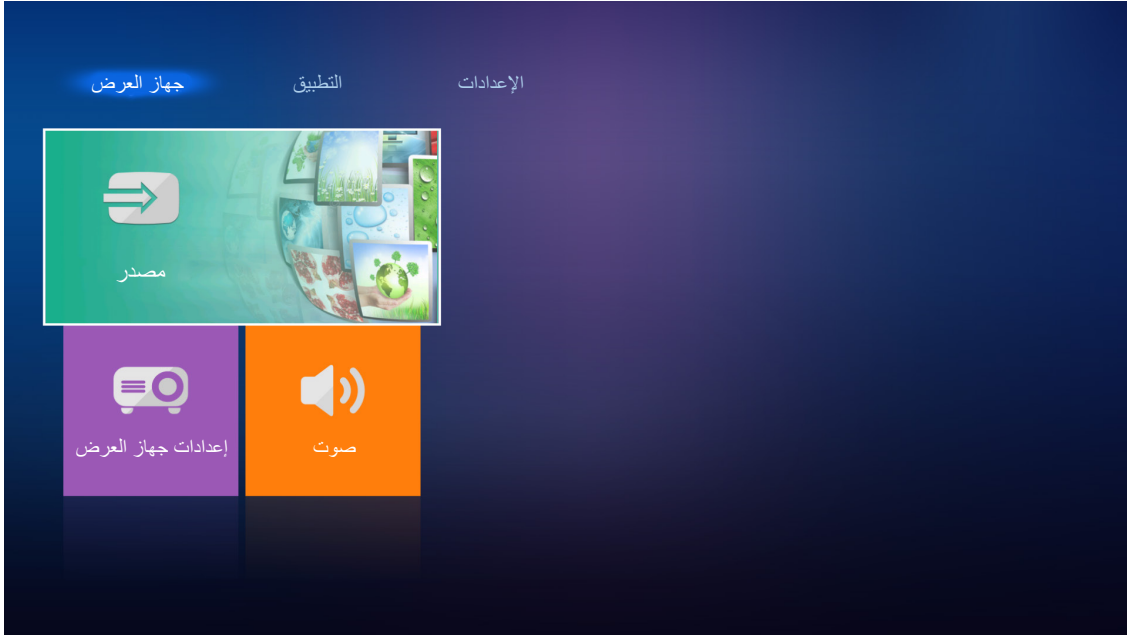 جهاز العرض
التطبيق
الإعدادات
مصدر
إعدادات جهاز العرض
صوت